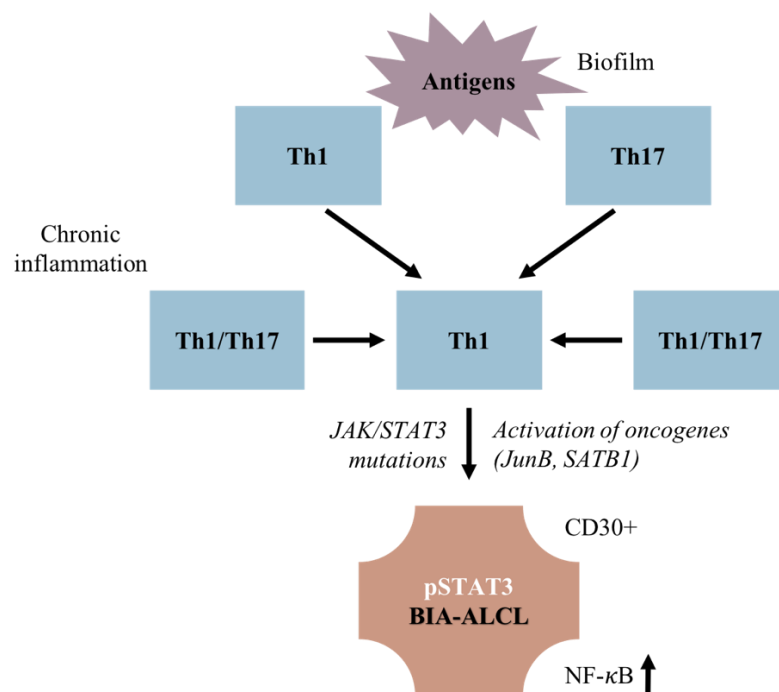 Biofilm
Antigens
Th1
Th17
Chronic
inflammation
Th1/Th17
Th1
Th1/Th17
JAK/STAT3
mutations
Activation of oncogenes
(JunB, SATB1)
CD30+
pSTAT3
BIA-ALCL
NF-κB